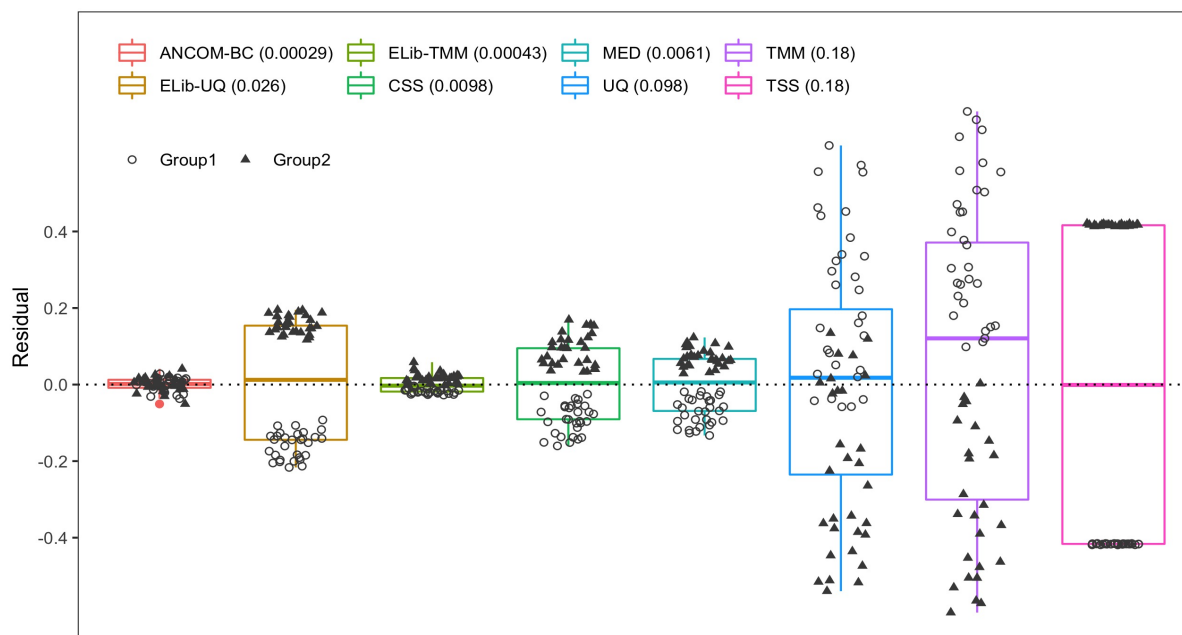 ANCOM-BC (0.00029) ELib-TMM (0.00043) MED (0.0061) TMM (0.18)
ELib-UQ (0.026) CSS (0.0098) UQ (0.098) TSS (0.18)
Group1 Group2
Residual
0.4
0.2
0.0
-0.2
-0.4